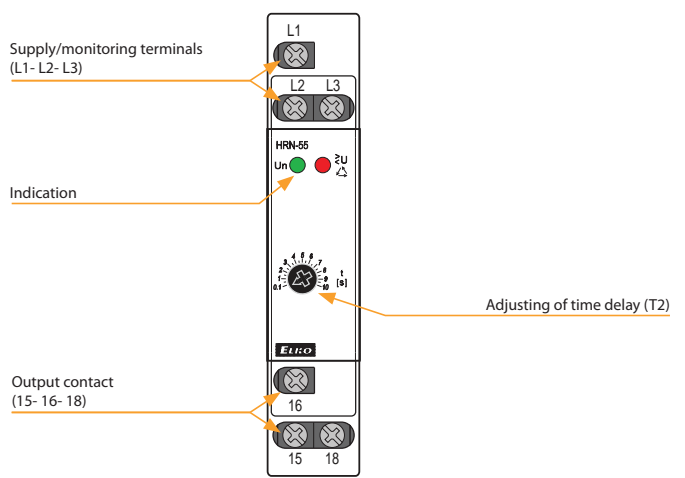 L1
Supply/monitoring terminals
(L1- L2- L3)
L2 L3
HRN-55
Un
≷U
Indication
0.1 1 2 3 4 5 6 7 8 9 10
t
[s]
Adjusting of time delay (T2)
ELKO
Output contact
(15- 16- 18)
16
15 18